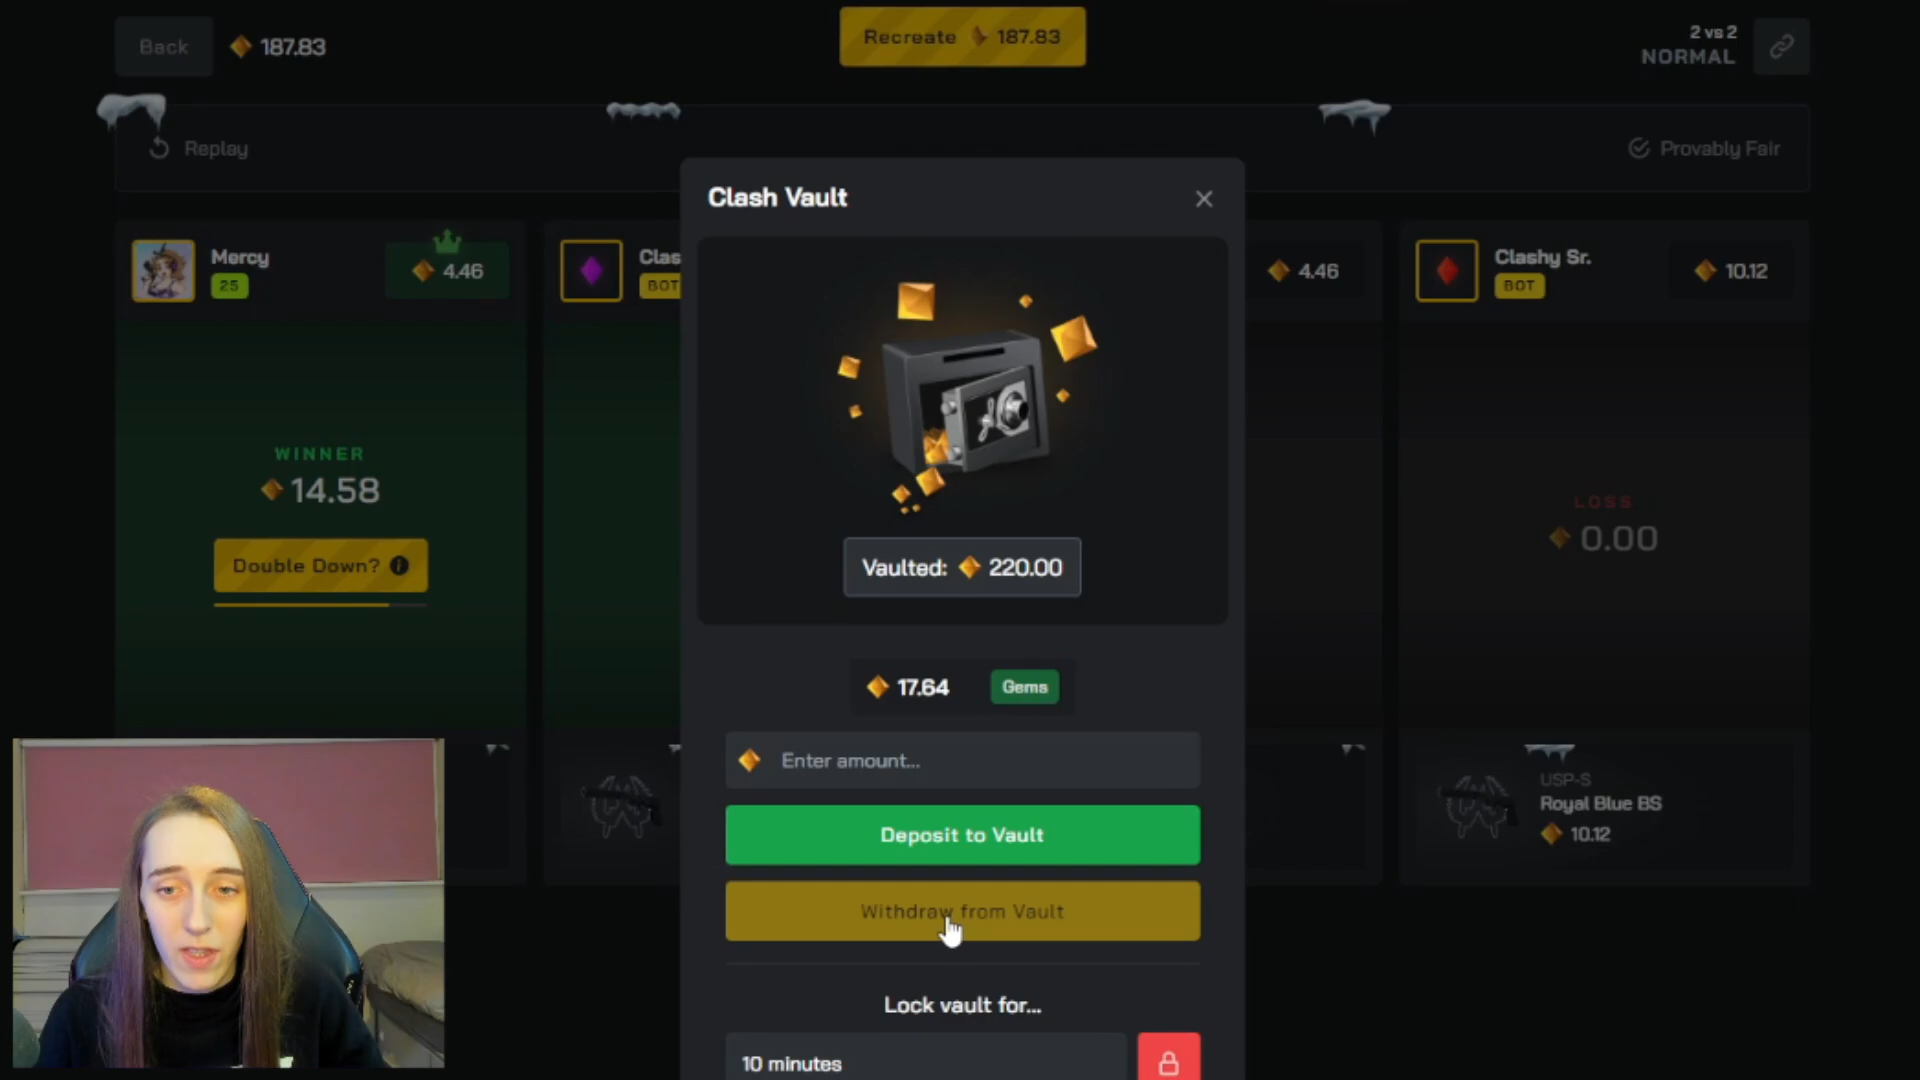 Back
187.83
Recreate 187.83
2 vs 2
NORMAL
Replay
Provably Fair
Clash Vault
Mercy
25
4.46
Clas
BOT
4.46
Clashy Sr.
BOT
10.12
WINNER
14.58
Double Down?
LOSS
0.00
Vaulted: 220.00
17.64 Gems
Enter amount...
Deposit to Vault
Withdraw from Vault
Lock vault for...
10 minutes
USP-S
Royal Blue BS
10.12